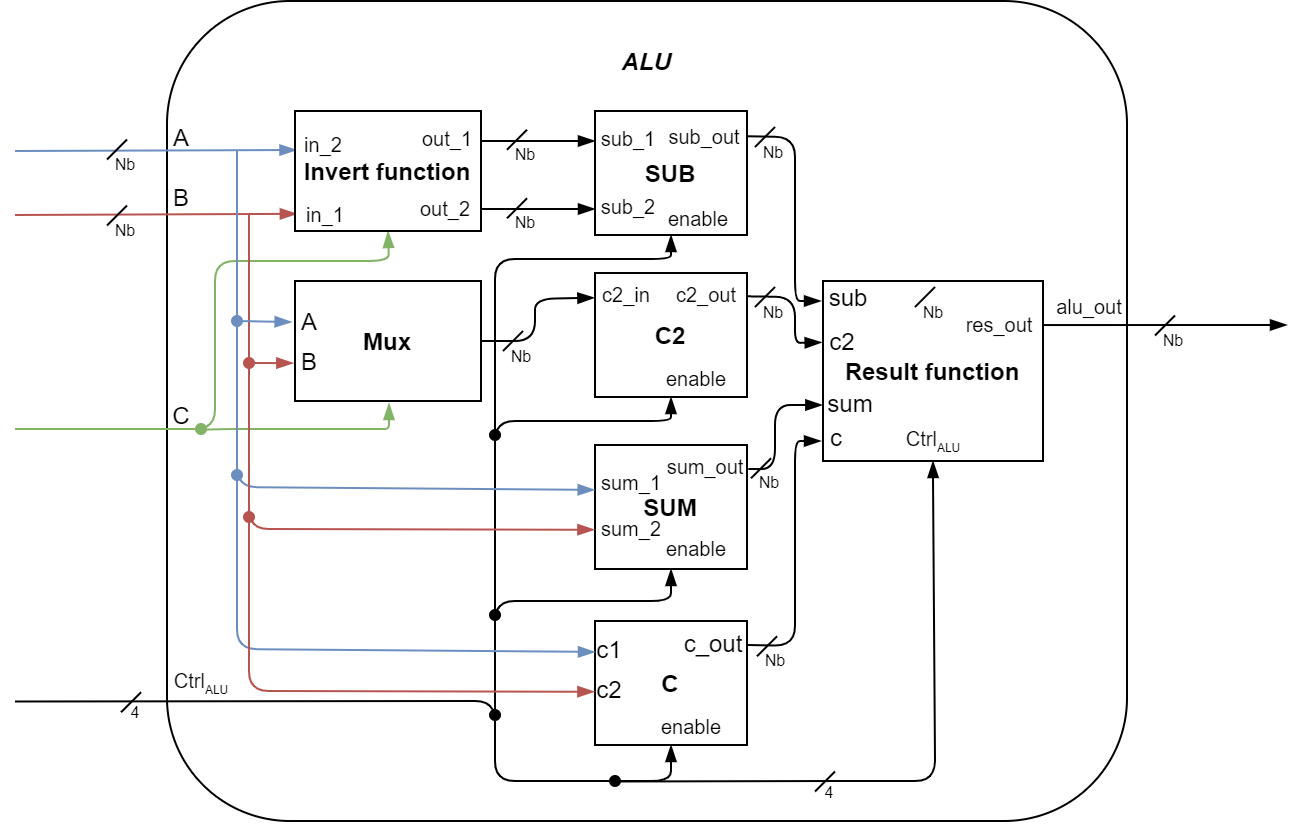 ALU
A
Nb
B
Nb
in_2
out_1
Invert function
in_1
out_2
Nb
Nb
sub_1
sub_out
SUB
sub_2
enable
Nb
A
Mux
B
Nb
c2_in
c2_out
C2
enable
Nb
C
sum_1
sum_out
SUM
sum_2
enable
Nb
c1
c_out
C
c2
enable
Nb
sub
Nb
res_out
c2
Result function
sum
c
CtrlALU
alu_out
Nb
CtrlALU
4
4